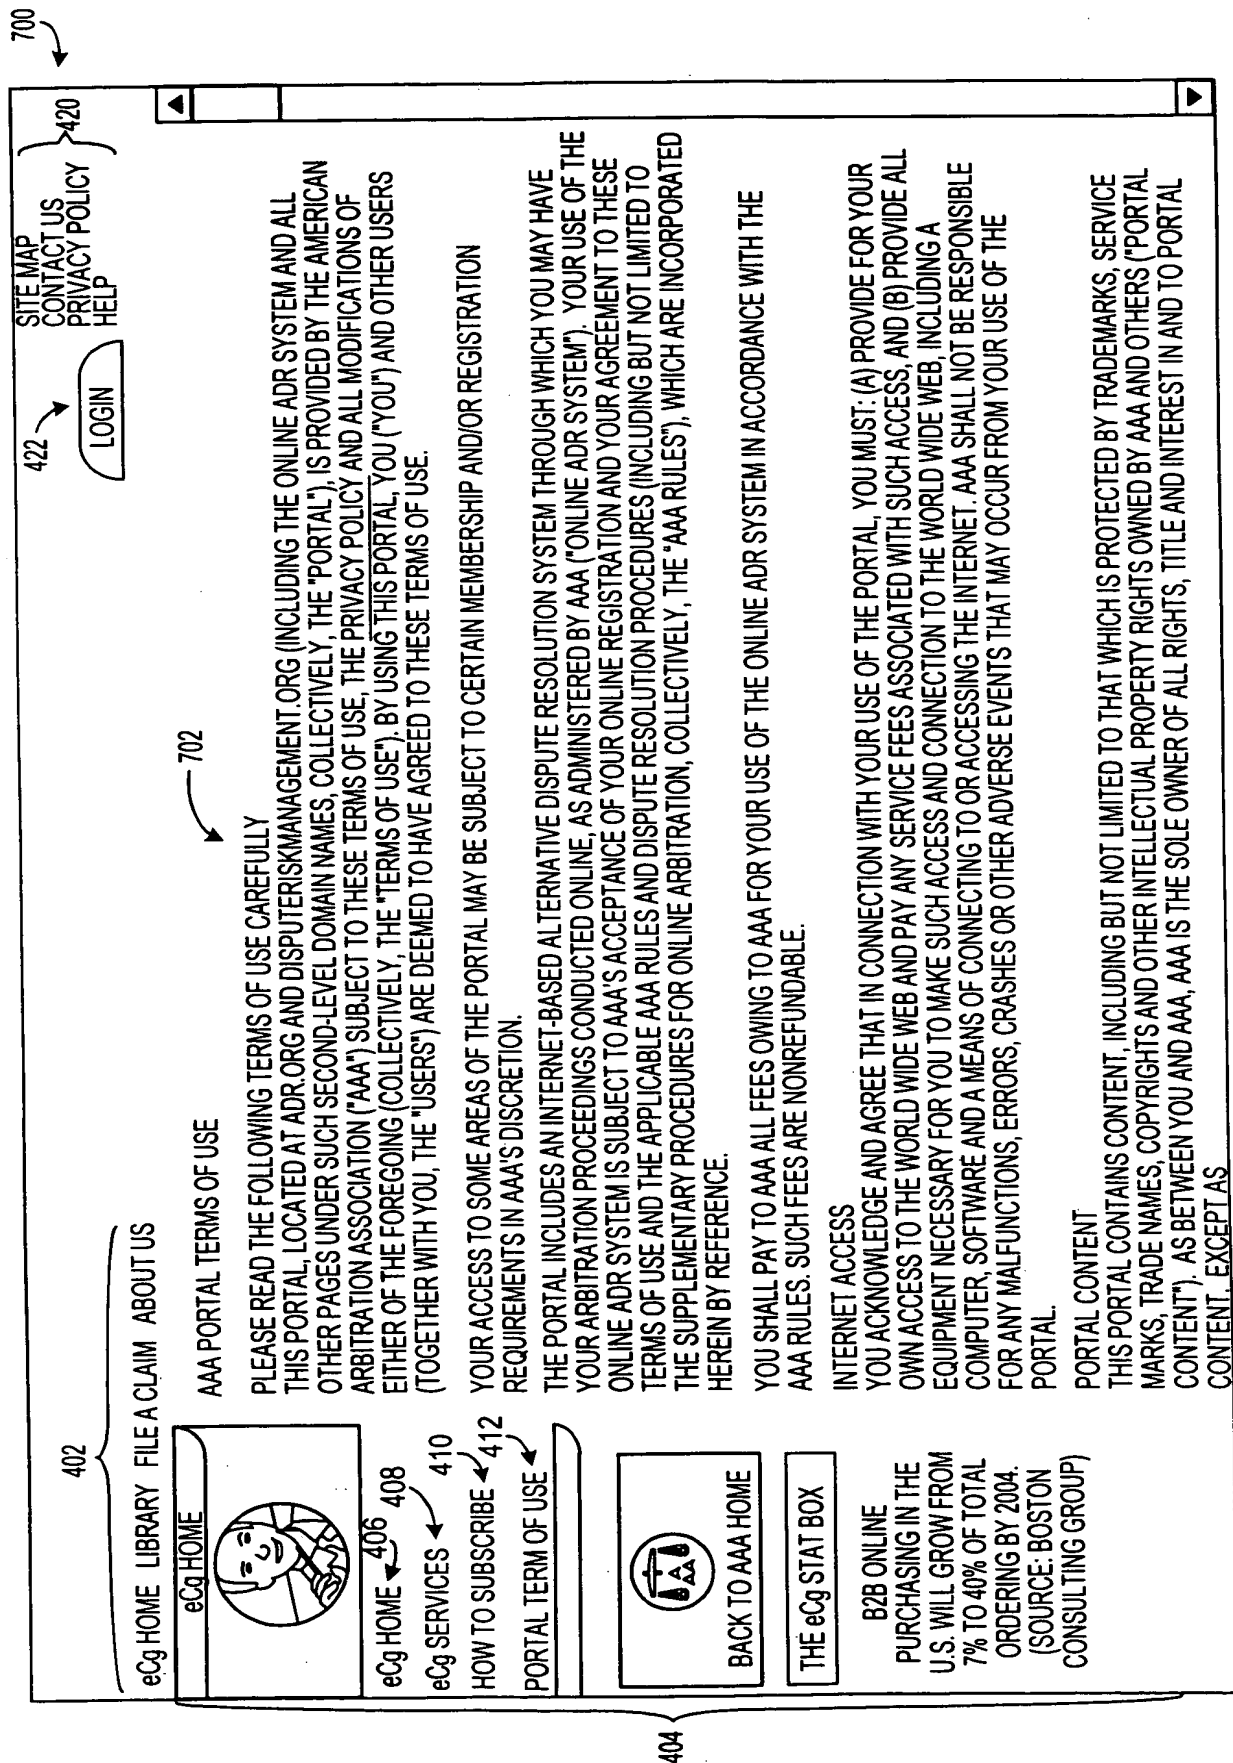 700
402
eCg HOME LIBRARY FILE A CLAIM ABOUT US
422
LOGIN
SITE MAP
CONTACT US
PRIVACY POLICY
HELP
420
404
eCg HOME
eCg HOME 406
eCg SERVICES 408
HOW TO SUBSCRIBE 410
PORTAL TERM OF USE 412
AAA
BACK TO AAA HOME
THE eCg STAT BOX
B2B ONLINE
PURCHASING IN THE
U.S. WILL GROW FROM
7% TO 40% OF TOTAL
ORDERING BY 2004.
(SOURCE: BOSTON
CONSULTING GROUP)
702
AAA PORTAL TERMS OF USE
PLEASE READ THE FOLLOWING TERMS OF USE CAREFULLY
THIS PORTAL, LOCATED AT ADR.ORG AND DISPUTERISKMANAGEMENT.ORG (INCLUDING THE ONLINE ADR SYSTEM AND ALL
OTHER PAGES UNDER SUCH SECOND-LEVEL DOMAIN NAMES, COLLECTIVELY, THE "PORTAL"), IS PROVIDED BY THE AMERICAN
ARBITRATION ASSOCIATION ("AAA") SUBJECT TO THESE TERMS OF USE, THE PRIVACY POLICY AND ALL MODIFICATIONS OF
EITHER OF THE FOREGOING (COLLECTIVELY, THE "TERMS OF USE"). BY USING THIS PORTAL, YOU ("YOU") AND OTHER USERS
(TOGETHER WITH YOU, THE "USERS") ARE DEEMED TO HAVE AGREED TO THESE TERMS OF USE.
YOUR ACCESS TO SOME AREAS OF THE PORTAL MAY BE SUBJECT TO CERTAIN MEMBERSHIP AND/OR REGISTRATION
REQUIREMENTS IN AAA'S DISCRETION.
THE PORTAL INCLUDES AN INTERNET-BASED ALTERNATIVE DISPUTE RESOLUTION SYSTEM THROUGH WHICH YOU MAY HAVE
YOUR ARBITRATION PROCEEDINGS CONDUCTED ONLINE, AS ADMINISTERED BY AAA ("ONLINE ADR SYSTEM"). YOUR USE OF THE
ONLINE ADR SYSTEM IS SUBJECT TO AAA'S ACCEPTANCE OF YOUR ONLINE REGISTRATION AND YOUR AGREEMENT TO THESE
TERMS OF USE AND THE APPLICABLE AAA RULES AND DISPUTE RESOLUTION PROCEDURES (INCLUDING BUT NOT LIMITED TO
THE SUPPLEMENTARY PROCEDURES FOR ONLINE ARBITRATION, COLLECTIVELY, THE "AAA RULES"), WHICH ARE INCORPORATED
HEREIN BY REFERENCE.
YOU SHALL PAY TO AAA ALL FEES OWING TO AAA FOR YOUR USE OF THE ONLINE ADR SYSTEM IN ACCORDANCE WITH THE
AAA RULES. SUCH FEES ARE NONREFUNDABLE.
INTERNET ACCESS
YOU ACKNOWLEDGE AND AGREE THAT IN CONNECTION WITH YOUR USE OF THE PORTAL, YOU MUST: (A) PROVIDE FOR YOUR
OWN ACCESS TO THE WORLD WIDE WEB AND PAY ANY SERVICE FEES ASSOCIATED WITH SUCH ACCESS, AND (B) PROVIDE ALL
EQUIPMENT NECESSARY FOR YOU TO MAKE SUCH ACCESS AND CONNECTION TO THE WORLD WIDE WEB, INCLUDING A
COMPUTER, SOFTWARE AND A MEANS OF CONNECTING TO OR ACCESSING THE INTERNET. AAA SHALL NOT BE RESPONSIBLE
FOR ANY MALFUNCTIONS, ERRORS, CRASHES OR OTHER ADVERSE EVENTS THAT MAY OCCUR FROM YOUR USE OF THE
PORTAL.
PORTAL CONTENT
THIS PORTAL CONTAINS CONTENT, INCLUDING BUT NOT LIMITED TO THAT WHICH IS PROTECTED BY TRADEMARKS, SERVICE
MARKS, TRADE NAMES, COPYRIGHTS AND OTHER INTELLECTUAL PROPERTY RIGHTS OWNED BY AAA AND OTHERS ("PORTAL
CONTENT"). AS BETWEEN YOU AND AAA, AAA IS THE SOLE OWNER OF ALL RIGHTS, TITLE AND INTEREST IN AND TO PORTAL
CONTENT. EXCEPT AS